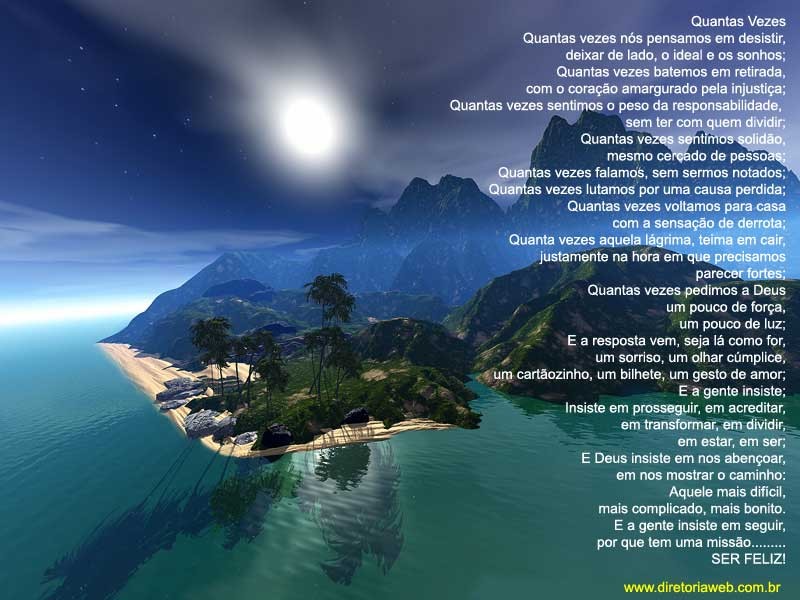 Quantas Vezes
Quantas vezes nós pensamos em desistir,
deixar de lado, o ideal e os sonhos;
Quantas vezes batemos em retirada,
com o coração amargurado pela injustiça;
Quantas vezes sentimos o peso da responsabilidade,
sem ter com quem dividir;
Quantas vezes sentimos solidão,
mesmo cerçado de pessoas;
Quantas vezes falamos, sem sermos notados;
Quantas vezes lutamos por uma causa perdida;
Quantas vezes voltamos para casa
com a sensação de derrota;
Quanta vezes aquela lágrima, teima em cair,
justamente na hora em que precisamos
parecer fortes;
Quantas vezes pedimos a Deus
um pouco de força,
um pouco de luz;
E a resposta vem, seja lá como for,
um sorriso, um olhar cúmplice,
um cartãozinho, um bilhete, um gesto de amor;
E a gente insiste;
Insiste em prosseguir, em acreditar,
em transformar, em dividir,
em estar, em ser;
E Deus insiste em nos abençoar,
em nos mostrar o caminho:
Aquele mais difícil,
mais complicado, mais bonito.
E a gente insiste em seguir,
por que tem uma missão.........
SER FELIZ!
www.diretoriaweb.com.br